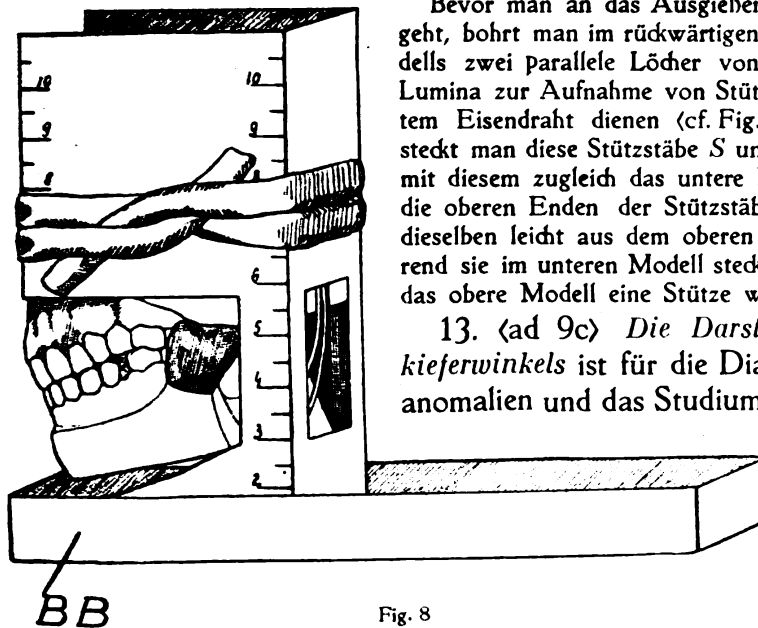 Bevor man an das Ausgießen
geht, bohrt man im rückwärtigen
dells zwei parallele Löcher von
Lumina zur Aufnahme von Stüt
tem Eisendraht dienen ⟨cf. Fig.
steckt man diese Stützstäbe S un
mit diesem zugleich das untere
die oberen Enden der Stützstäb
dieselben leicht aus dem oberen
rend sie im unteren Modell steck
das obere Modell eine Stütze w
13. ⟨ad 9c⟩ Die Darst
kieferwinkels ist für die Dia
anomalien und das Studium
10
10
9
9
8
8
6
5
4
3
2
BB
Fig. 8